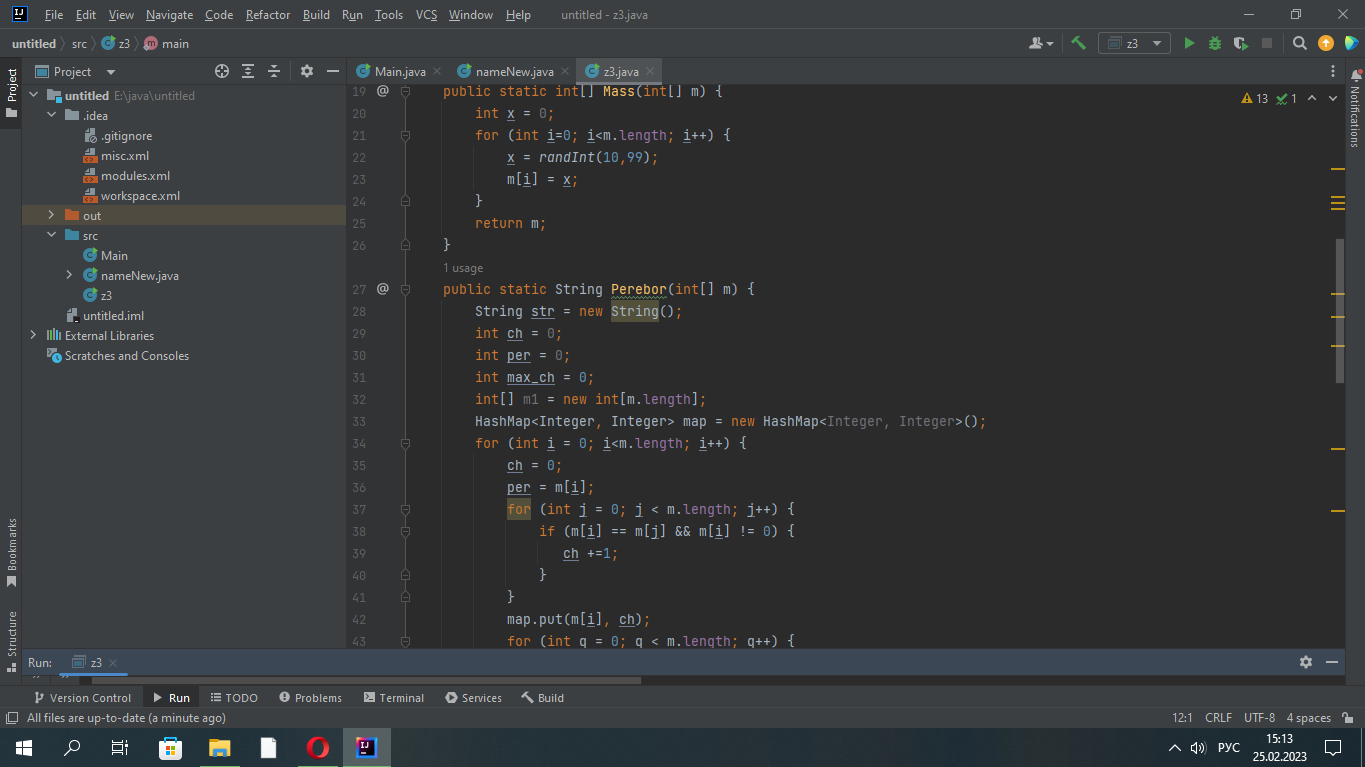 File Edit View Navigate Code Refactor Build Run Tools VCS Window Help untitled - z3.java
untitled src z3 main z3
Project
Main.java nameNew.java z3.java
Project
untitled E:\java\untitled
.idea
.gitignore
misc.xml
modules.xml
workspace.xml
out
src
Main
nameNew.java
z3
untitled.iml
External Libraries
Scratches and Consoles
Bookmarks
Structure
13 1
Notifications
19 @ public static int[] Mass(int[] m) {
20 int x = 0;
21 for (int i=0; i<m.length; i++) {
22 x = randInt(10,99);
23 m[i] = x;
24 }
25 return m;
26 }
1 usage
27 @ public static String Perebor(int[] m) {
28 String str = new String();
29 int ch = 0;
30 int per = 0;
31 int max_ch = 0;
32 int[] m1 = new int[m.length];
33 HashMap<Integer, Integer> map = new HashMap<Integer, Integer>();
34 for (int i = 0; i<m.length; i++) {
35 ch = 0;
36 per = m[i];
37 for (int j = 0; j < m.length; j++) {
38 if (m[i] == m[j] && m[i] != 0) {
39 ch +=1;
40 }
41 }
42 map.put(m[i], ch);
43 for (int q = 0; q < m.length; q++) {
Run: z3
Version Control Run TODO Problems Terminal Services Build
All files are up-to-date (a minute ago) 12:1 CRLF UTF-8 4 spaces
РУС 15:13
25.02.2023